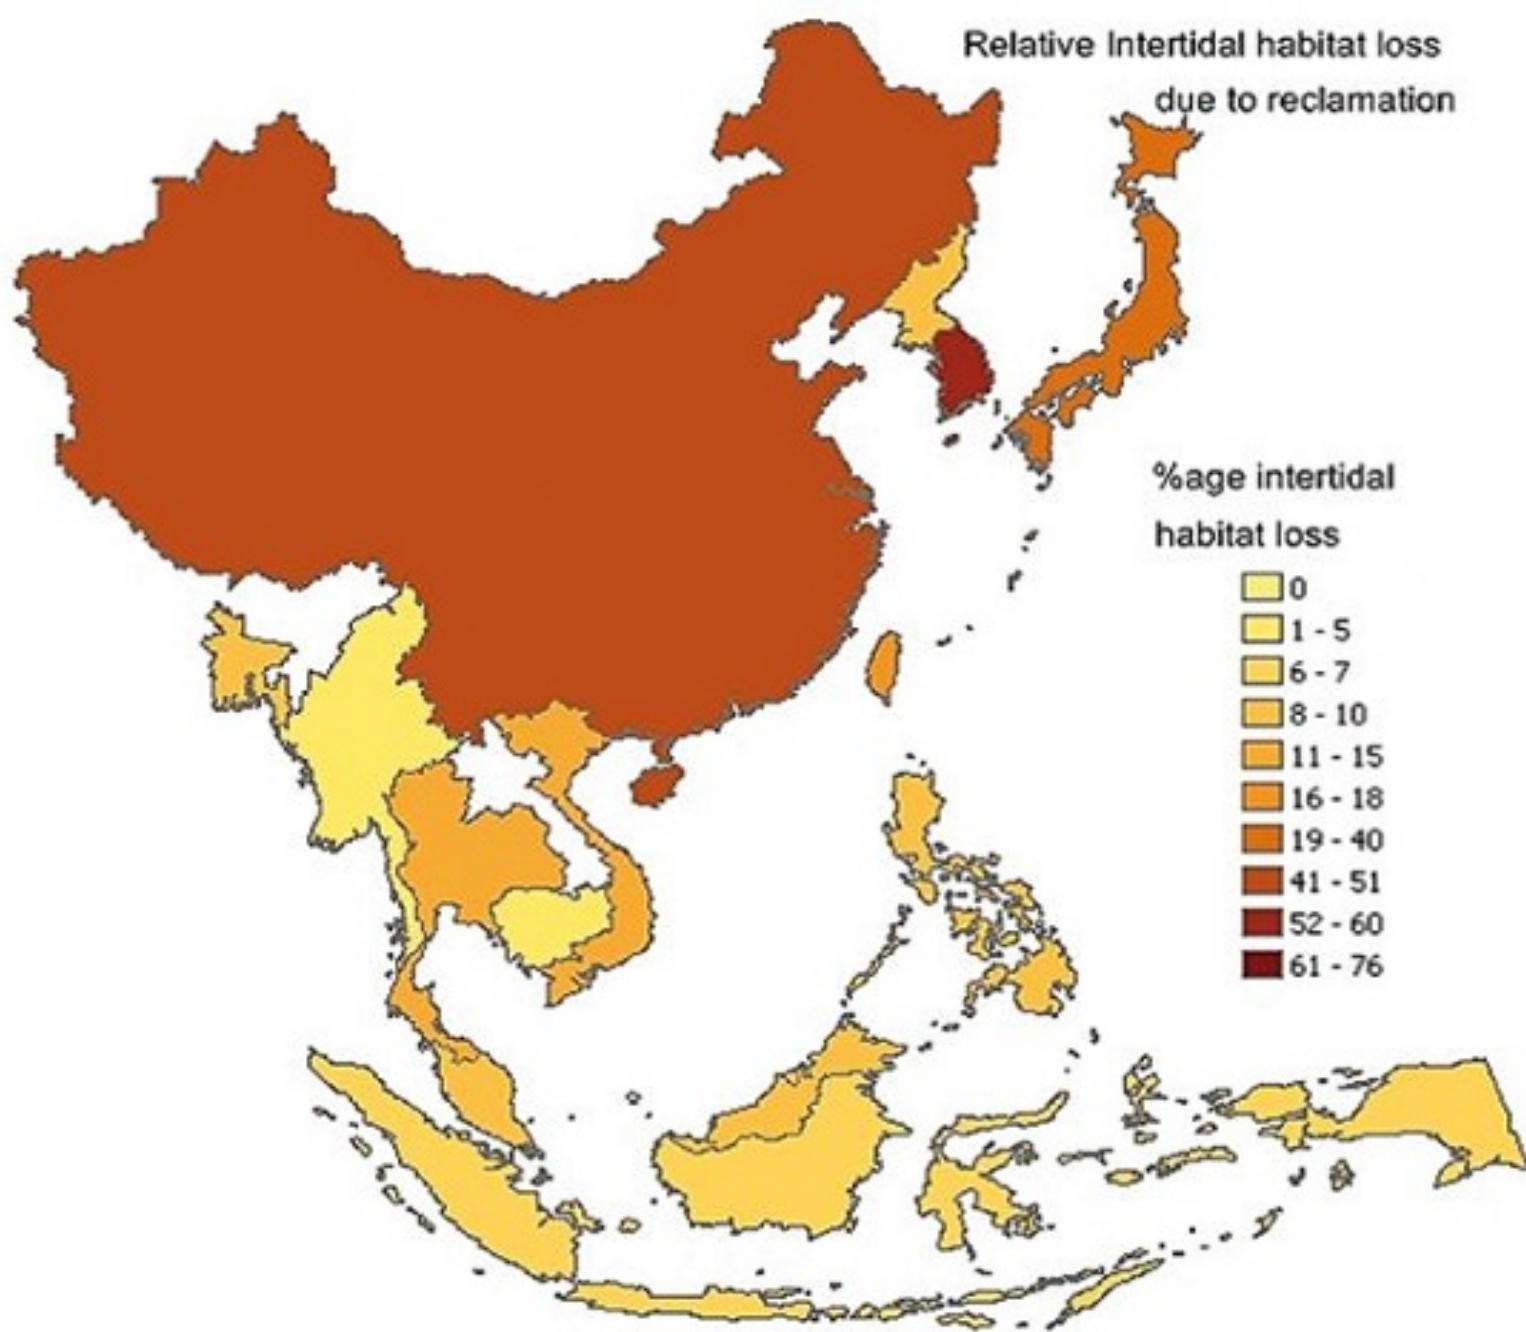 Relative Intertidal habitat loss
due to reclamation
%age intertidal
habitat loss
0
1 - 5
6 - 7
8 - 10
11 - 15
16 - 18
19 - 40
41 - 51
52 - 60
61 - 76